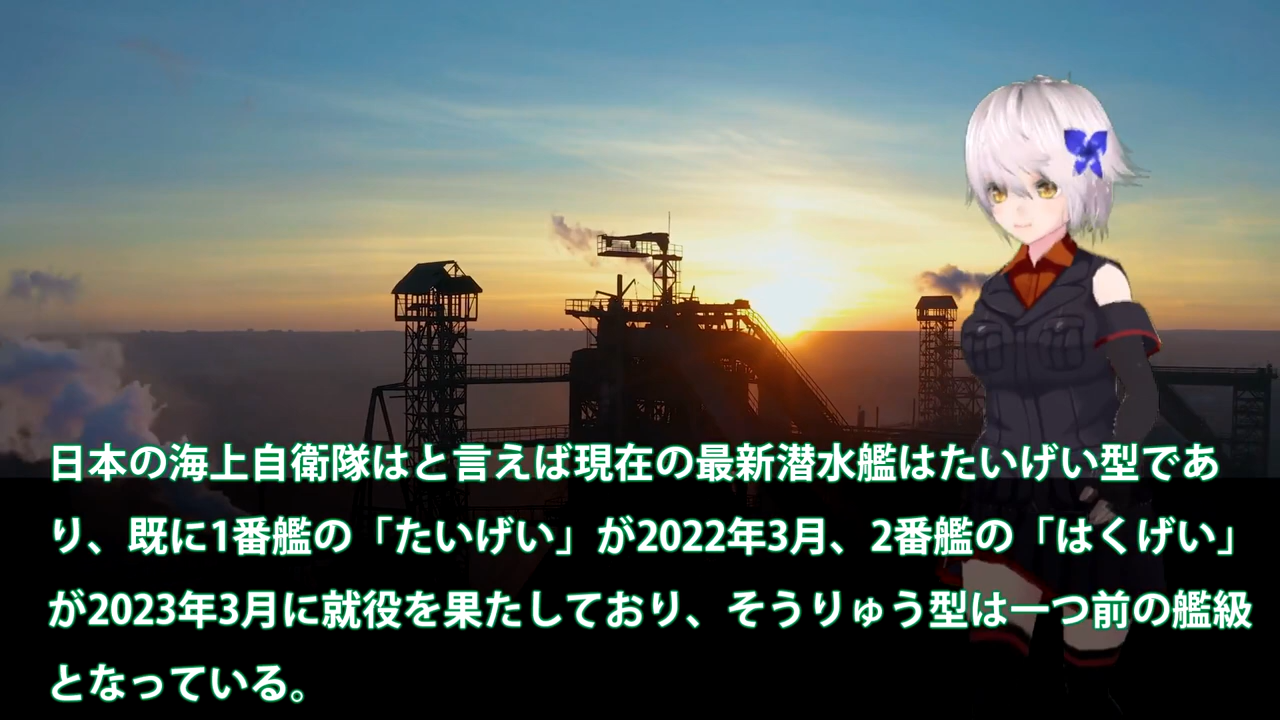 日本の海上自衛隊はと言えば現在の最新潜水艦はたいげい型であ
り、既に1番艦の「たいげい」が2022年3月、2番艦の「はくげい」
が2023年3月に就役を果たしており、そうりゅう型は一つ前の艦級
となっている。